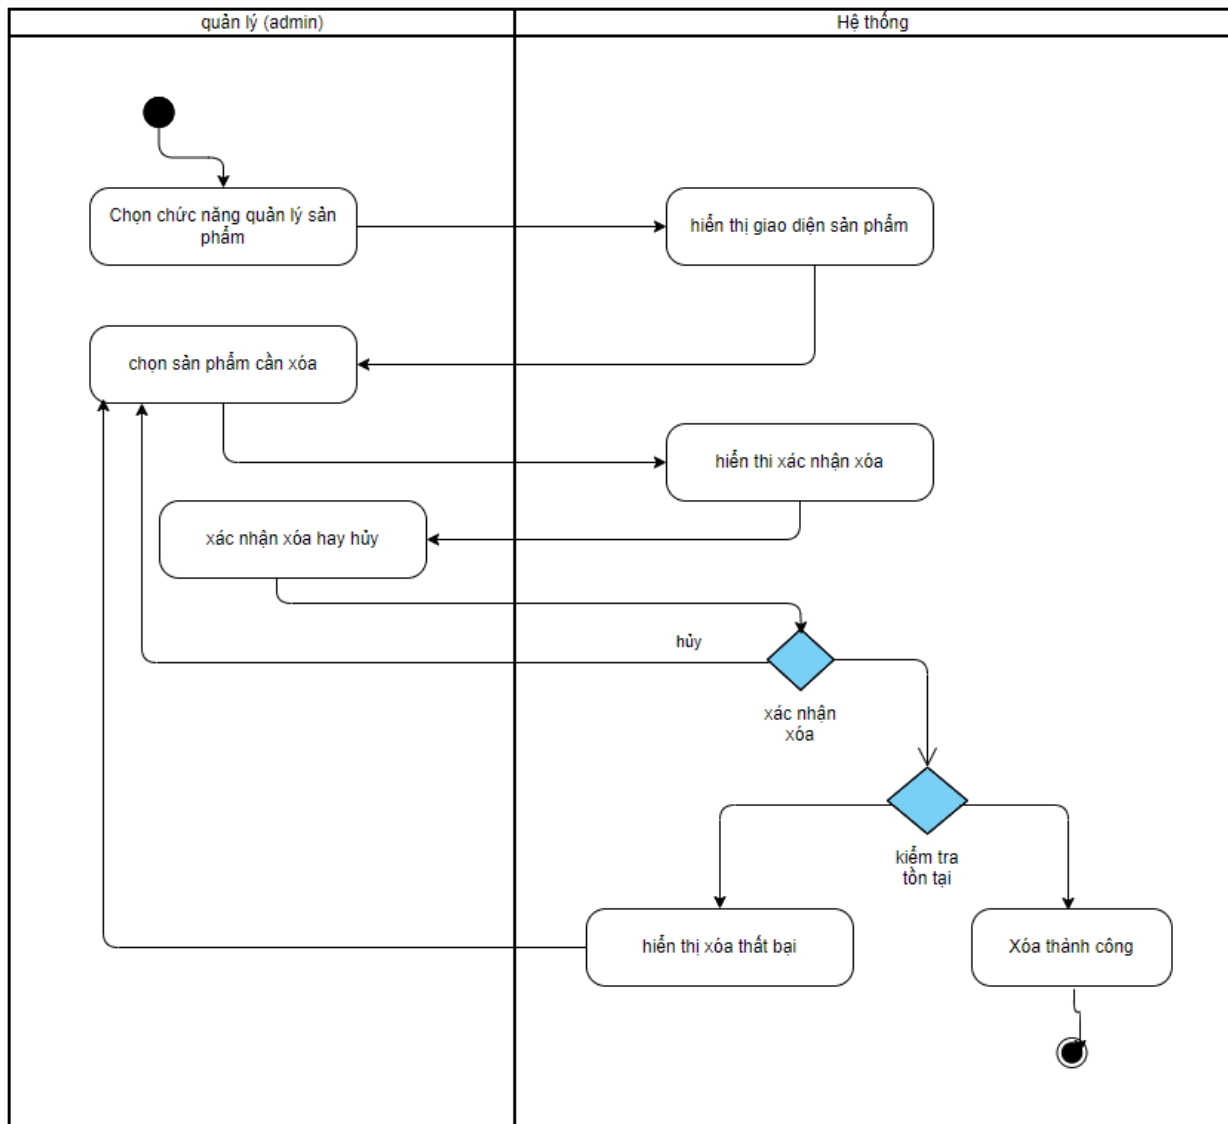 quản lý (admin)
Hệ thống
Chọn chức năng quản lý sản
phẩm
hiển thị giao diện sản phẩm
chọn sản phẩm cần xóa
hiển thi xác nhận xóa
xác nhận xóa hay hủy
hủy
xác nhận
xóa
kiểm tra
tồn tại
hiển thị xóa thất bại
Xóa thành công